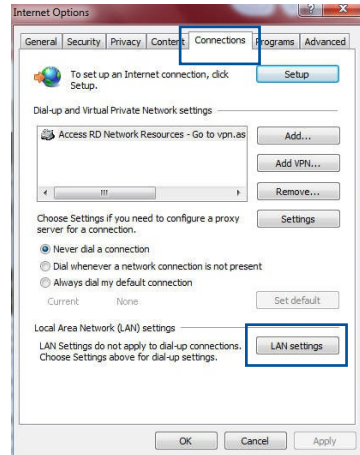 Internet Options
General Security Privacy Content Connections Programs Advanced
To set up an Internet connection, click
Setup.
Setup
Dial-up and Virtual Private Network settings
Access RD Network Resources - Go to vpn.as
Add...
Add VPN...
Remove...
Choose Settings if you need to configure a proxy
server for a connection.
Settings
Never dial a connection
Dial whenever a network connection is not present
Always dial my default connection
Current None
Set default
Local Area Network (LAN) settings
LAN Settings do not apply to dial-up connections.
Choose Settings above for dial-up settings.
LAN settings
OK Cancel Apply